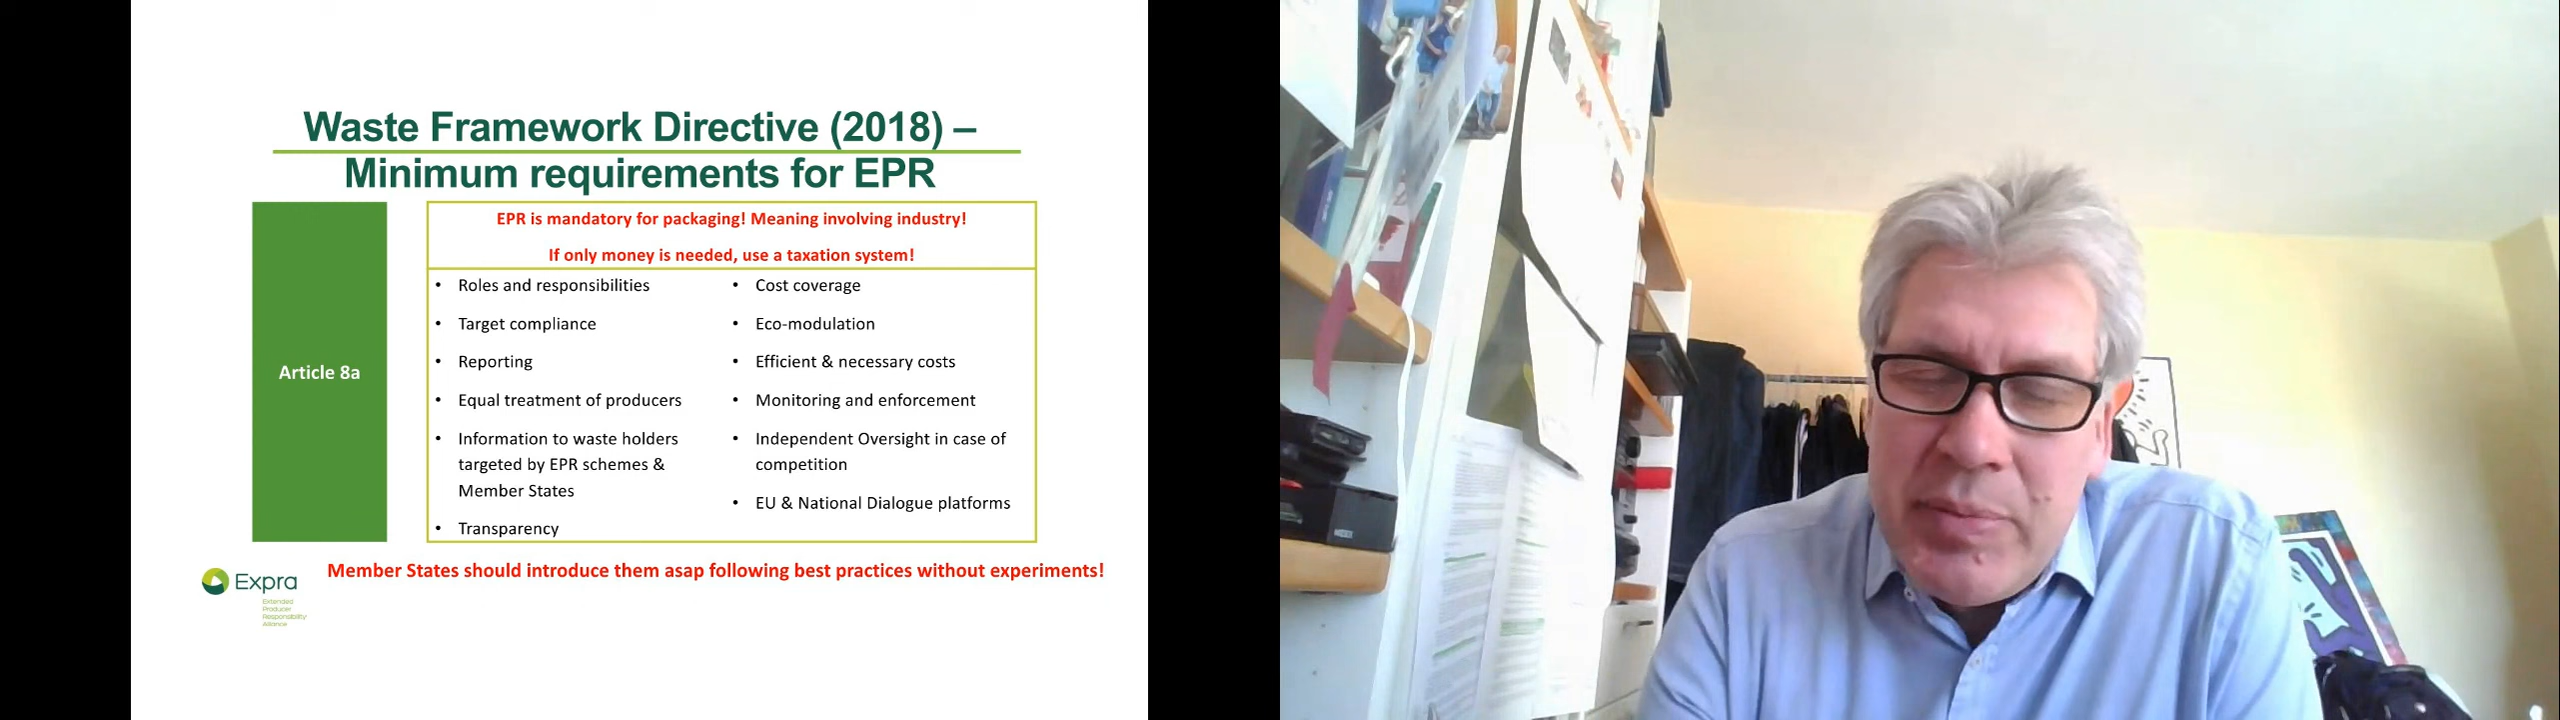 Waste Framework Directive (2018) –
Minimum requirements for EPR
Article 8a
EPR is mandatory for packaging! Meaning involving industry!
If only money is needed, use a taxation system!
• Roles and responsibilities
• Target compliance
• Reporting
• Equal treatment of producers
• Information to waste holders
targeted by EPR schemes &
Member States
• Transparency
• Cost coverage
• Eco-modulation
• Efficient & necessary costs
• Monitoring and enforcement
• Independent Oversight in case of
competition
• EU & National Dialogue platforms
Member States should introduce them asap following best practices without experiments!
Expra
Extended
Producer
Responsibility
Alliance